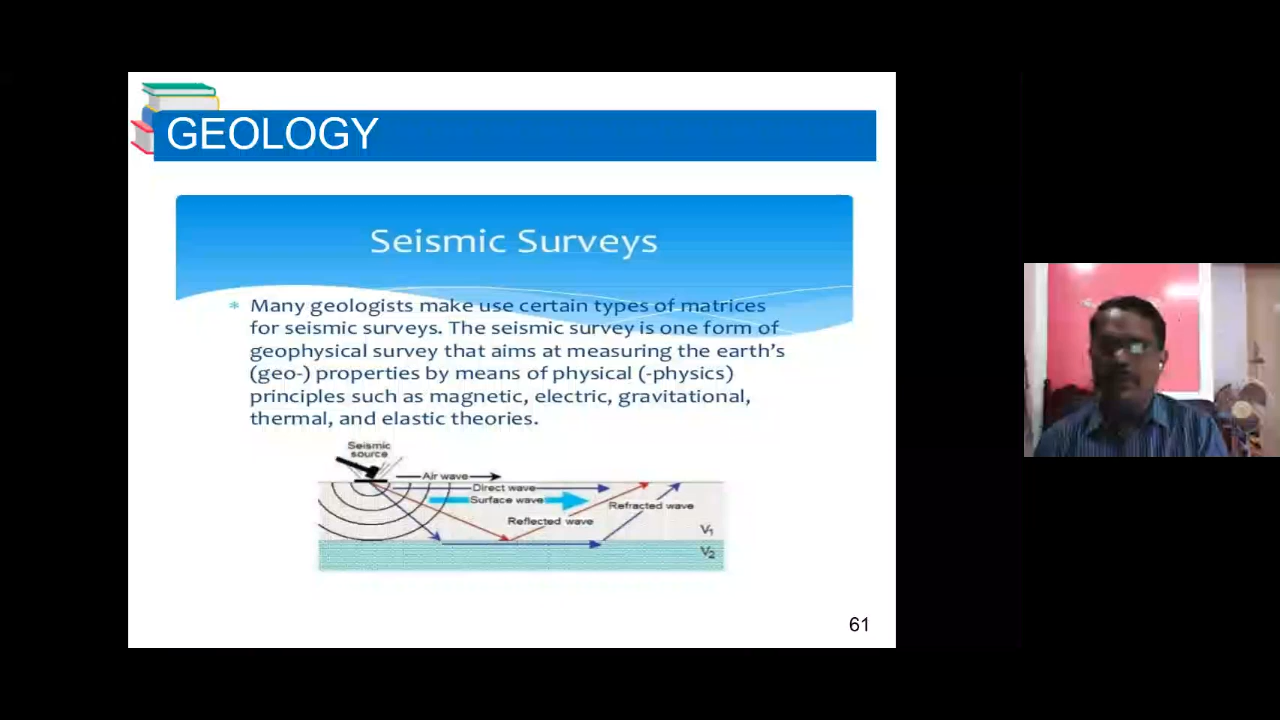 GEOLOGY
Seismic Surveys
* Many geologists make use certain types of matrices
for seismic surveys. The seismic survey is one form of
geophysical survey that aims at measuring the earth's
(geo-) properties by means of physical (-physics)
principles such as magnetic, electric, gravitational,
thermal, and elastic theories.
Seismic
source
Air wave
Direct wave
Surface wave
Refracted wave
Reflected wave
V₁
V₂
61